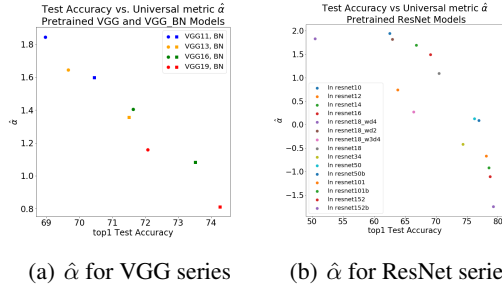 Test Accuracy vs. Universal metric α̂
Pretrained VGG and VGG_BN Models
VGG11, BN
VGG13, BN
VGG16, BN
VGG19, BN
1.8
1.6
1.4
1.2
1.0
0.8
α̂
69 70 71 72 73 74
top1 Test Accuracy
(a) α̂ for VGG series
Test Accuracy vs Universal metric α̂
Pretrained ResNet Models
2.0
1.5
1.0
0.5
0.0
−0.5
−1.0
−1.5
α̂
ln resnet10
ln resnet12
ln resnet14
ln resnet16
ln resnet18_wd4
ln resnet18_wd2
ln resnet18_w3d4
ln resnet18
ln resnet34
ln resnet50
ln resnet50b
ln resnet101
ln resnet101b
ln resnet152
ln resnet152b
50 55 60 65 70 75 80
top1 Test Accuracy
(b) α̂ for ResNet serie